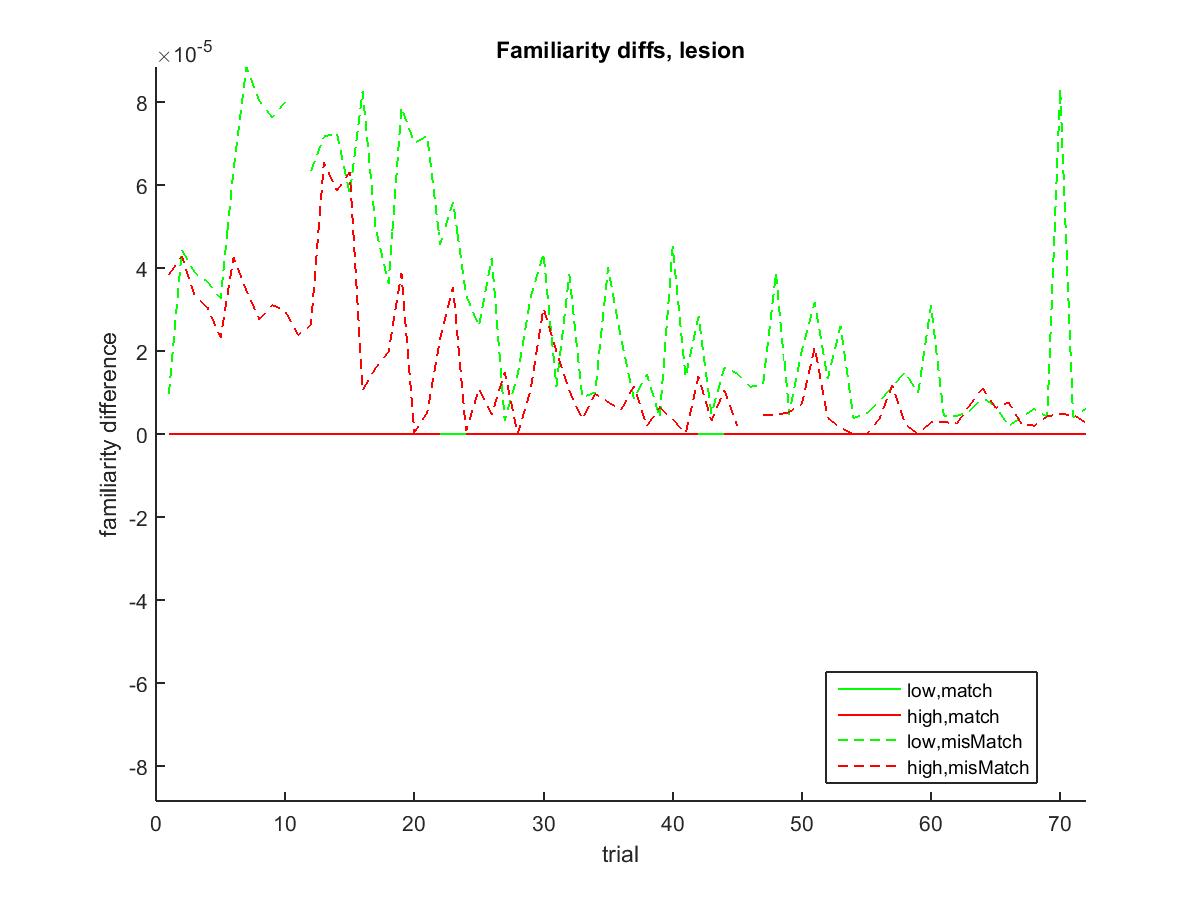 Familiarity diffs, lesion
×10-5
8
6
4
2
0
-2
-4
-6
-8
familiarity difference
0 10 20 30 40 50 60 70
trial
low,match
high,match
low,misMatch
high,misMatch